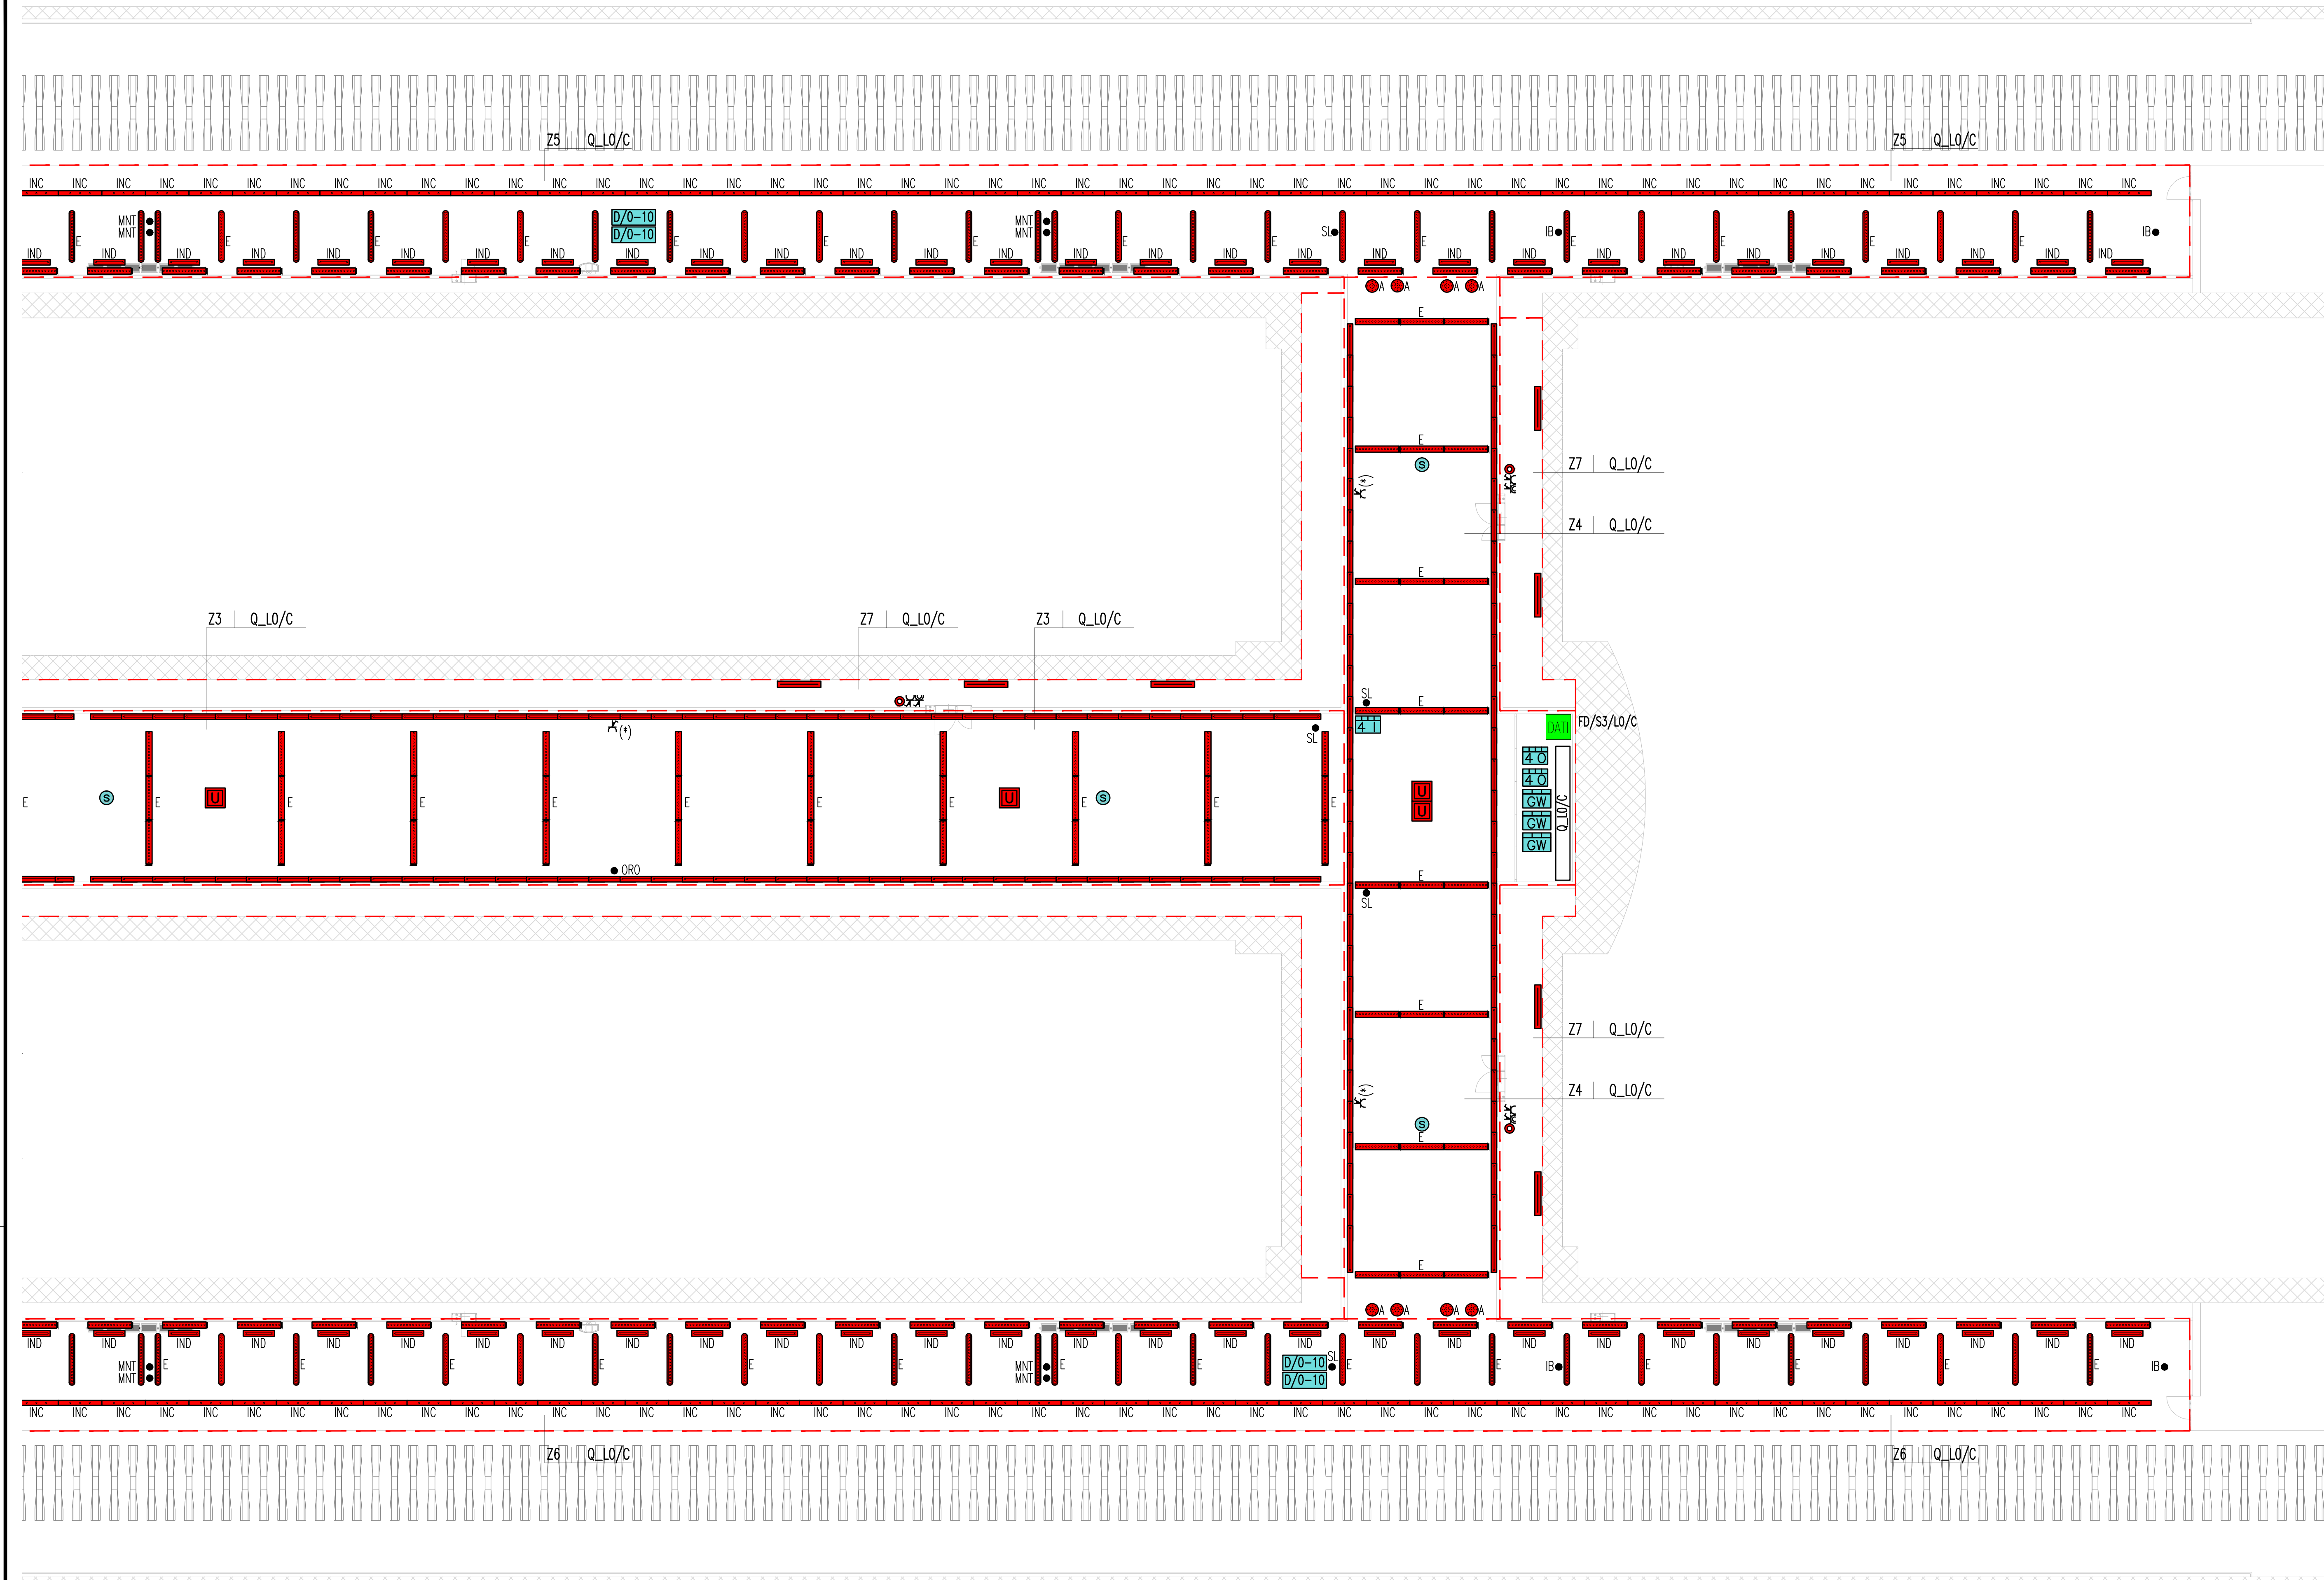 Z5 Q_L0/C Z5 Q_L0/C
INC INC INC INC INC INC INC INC INC INC INC INC INC INC INC INC INC INC INC INC INC INC INC INC INC INC INC INC INC INC INC INC INC INC INC INC INC INC INC INC INC INC INC INC INC INC INC INC INC
D/0-10
MNT MNT
MNT D/0-10 MNT SL IB IB
E E E E E E E E E E E E E E
IND IND IND IND IND IND IND IND IND IND IND IND IND IND IND IND IND IND IND IND IND IND IND IND IND IND IND IND IND
A A A A
E
E
S
Z7 Q_L0/C
(*)
Z4 Q_L0/C
E
Z3 Q_L0/C Z7 Q_L0/C Z3 Q_L0/C
SL
E
FD/S3/L0/C
DATI
4 I
(*)
SL
4 O
4 O
GW
GW
GW
Q_L0/C
S U U S U
U
E E E E E E E E E E E
ORO
E
SL
E
Z7 Q_L0/C
Z4 Q_L0/C
(*)
S
E
E
A A A A
IND IND IND IND IND IND IND IND IND IND IND IND IND IND IND IND IND IND IND IND IND IND IND IND IND IND IND IND IND
SL
D/0-10
MNT MNT IB IB
E E E E E E E E E E E E E E
MNT MNT D/0-10
INC INC INC INC INC INC INC INC INC INC INC INC INC INC INC INC INC INC INC INC INC INC INC INC INC INC INC INC INC INC INC INC INC INC INC INC INC INC INC INC INC INC INC INC INC INC INC INC INC
Z6 Q_L0/C Z6 Q_L0/C